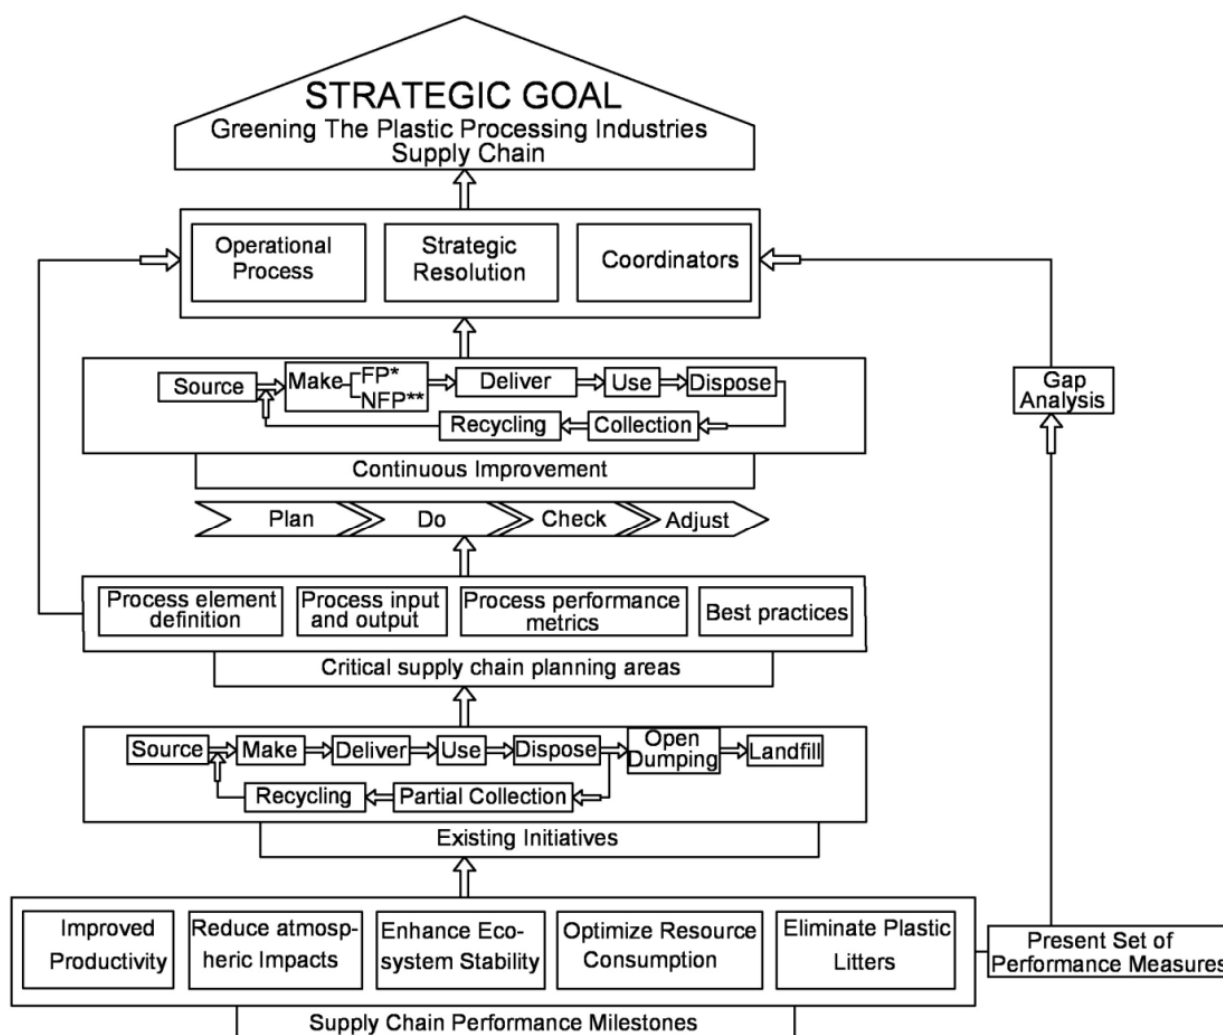 STRATEGIC GOAL
Greening The Plastic Processing Industries
Supply Chain
Operational
Process
Strategic
Resolution
Coordinators
Source
Make
FP*
NFP**
Deliver
Use
Dispose
Recycling
Collection
Continuous Improvement
Gap
Analysis
Plan
Do
Check
Adjust
Process element
definition
Process input
and output
Process performance
metrics
Best practices
Critical supply chain planning areas
Source
Make
Deliver
Use
Dispose
Open
Dumping
Landfill
Recycling
Partial Collection
Existing Initiatives
Improved
Productivity
Reduce atmosp-
heric Impacts
Enhance Eco-
system Stability
Optimize Resource
Consumption
Eliminate Plastic
Litters
Present Set of
Performance Measures
Supply Chain Performance Milestones